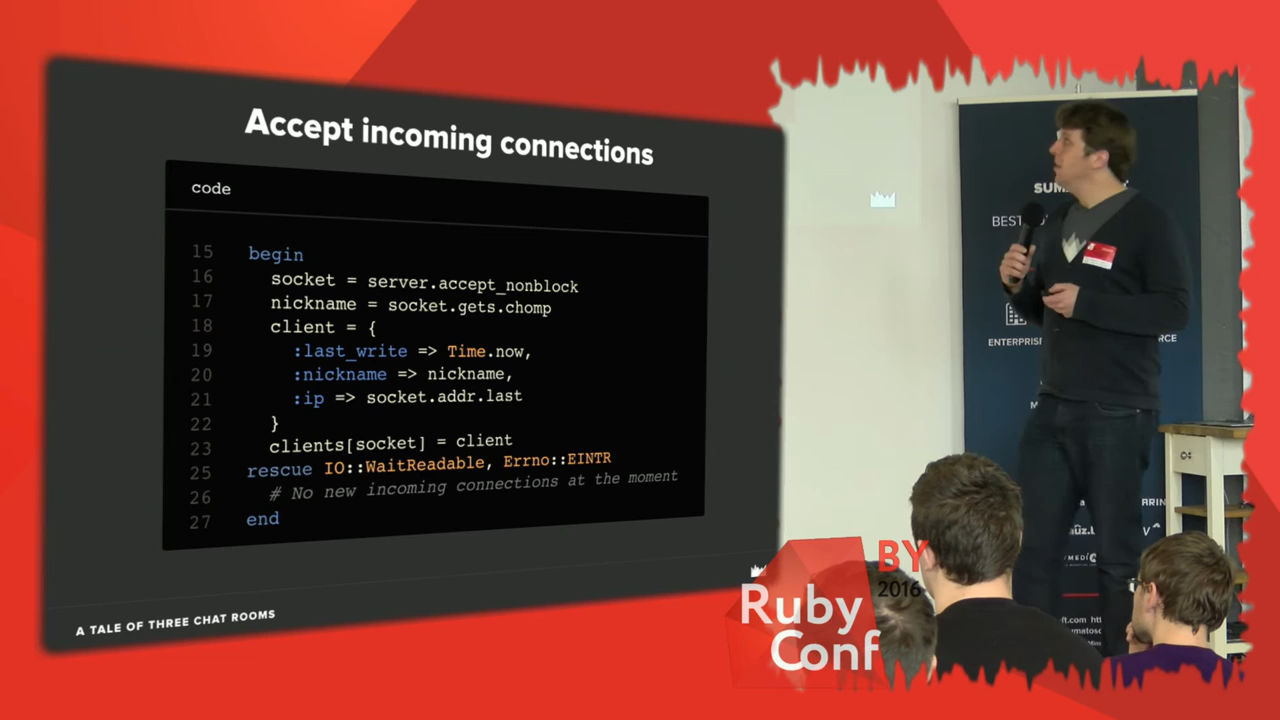 Accept incoming connections
code
15 begin
16 socket = server.accept_nonblock
17 nickname = socket.gets.chomp
18 client = {
19 :last_write => Time.now,
20 :nickname => nickname,
21 :ip => socket.addr.last
22 }
23 clients[socket] = client
25 rescue IO::WaitReadable, Errno::EINTR
26 # No new incoming connections at the moment
27 end
A TALE OF THREE CHAT ROOMS
BEST
ENTERPRISE
BY
2016
Ruby
Conf